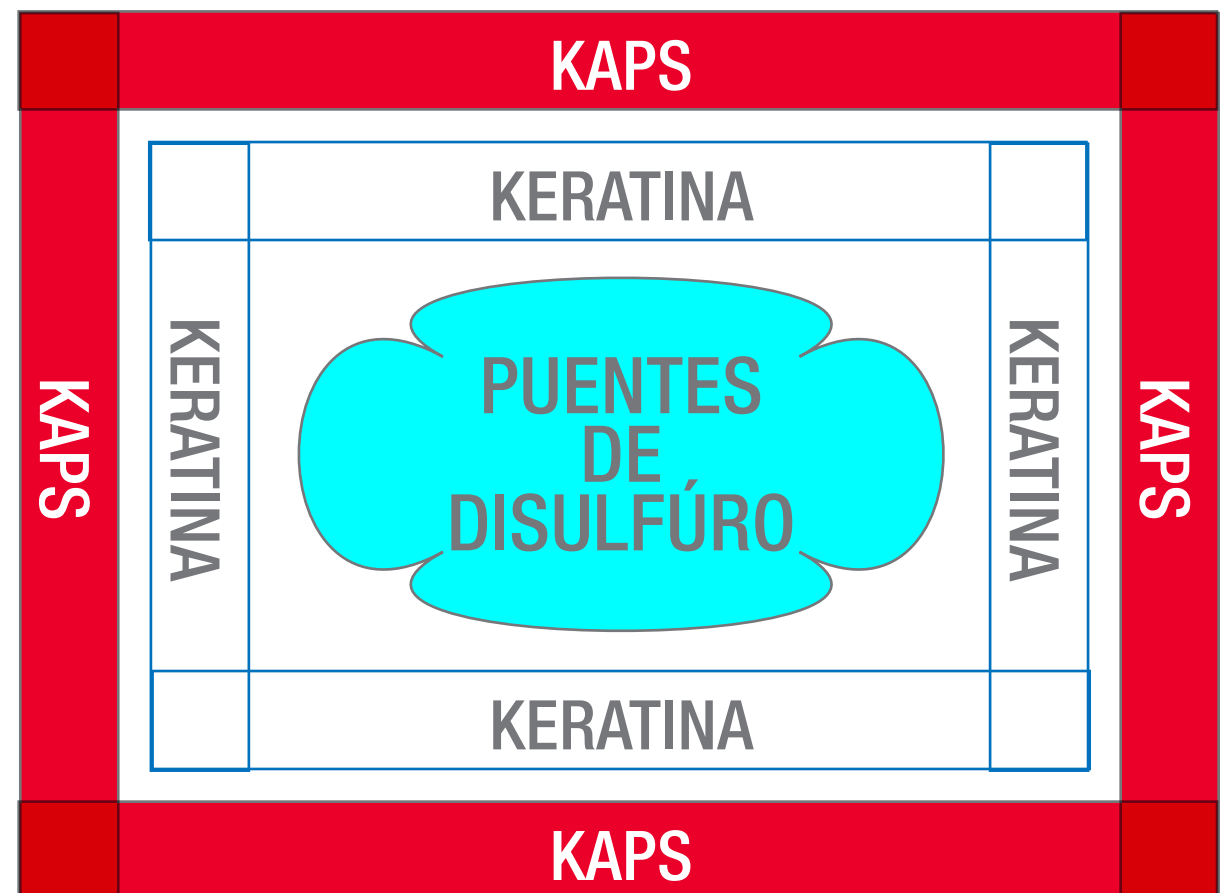 KAPS
KERATINA
KAPS
KERATINA
PUENTES
DE
DISULFÚRO
KERATINA
KAPS
KERATINA
KAPS